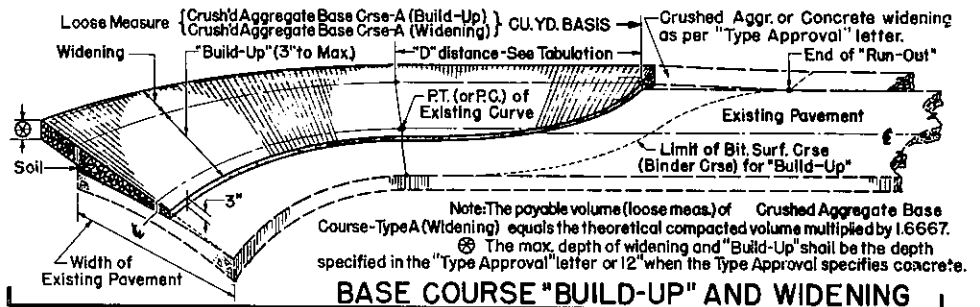 Loose Measure { Crush'd Aggregate Base Crse-A (Build-Up)
Crush'd Aggregate Base Crse-A (Widening) } CU. YD. BASIS
Crushed Aggr. or Concrete widening
as per "Type Approval" letter.
Widening
"Build-Up" (3" to Max.)
"D" distance-See Tabulation
End of "Run-Out"
P.T. (or P.C.) of
Existing Curve
Existing Pavement
℄
Limit of Bit. Surf. Crse
(Binder Crse) for "Build-Up"
Soil
3"
℄
Width of
Existing Pavement
Note: The payable volume (loose meas.) of Crushed Aggregate Base
Course-Type A (Widening) equals the theoretical compacted volume multiplied by 1.6667.
⊗ The max. depth of widening and "Build-Up" shall be the depth
specified in the "Type Approval" letter or 12" when the Type Approval specifies concrete.
BASE COURSE "BUILD-UP" AND WIDENING